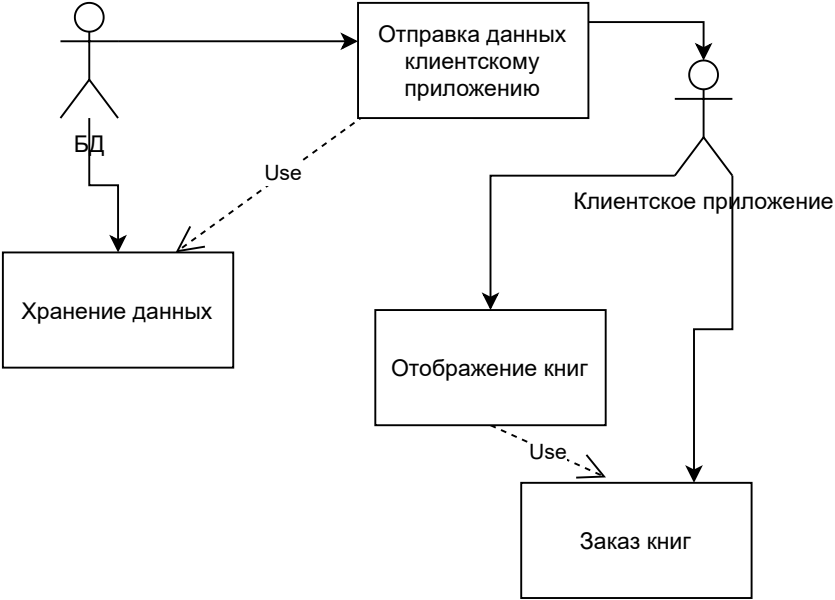 Отправка данных
клиентскому
приложению
БД
Use
Клиентское приложение
Хранение данных
Отображение книг
Use
Заказ книг